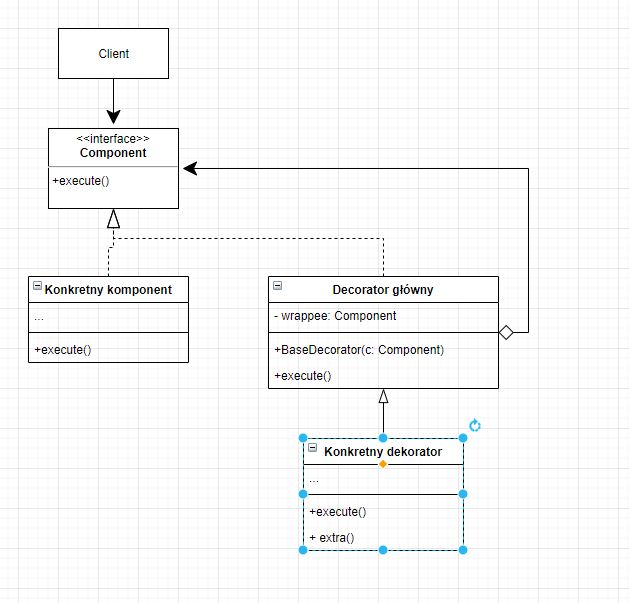 Client
<<interface>>
Component
+execute()
Konkretny komponent
...
+execute()
Decorator główny
- wrappee: Component
+BaseDecorator(c: Component)
+execute()
Konkretny dekorator
...
+execute()
+ extra()